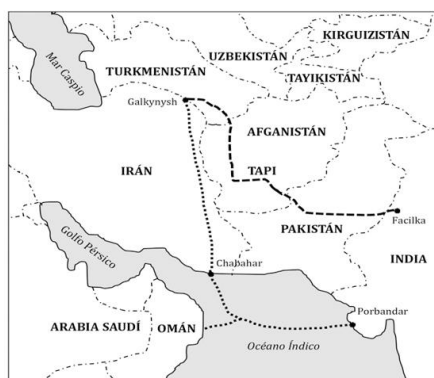 KIRGUIZISTÁN
UZBEKISTÁN
Mar Caspio
TURKMENISTÁN
TAYIKISTÁN
Galkynysh
AFGANISTÁN
IRÁN
TAPI
Facilka
PAKISTÁN
Golfo Pérsico
INDIA
Chabahar
Porbandar
ARABIA SAUDÍ
OMÁN
Océano Índico